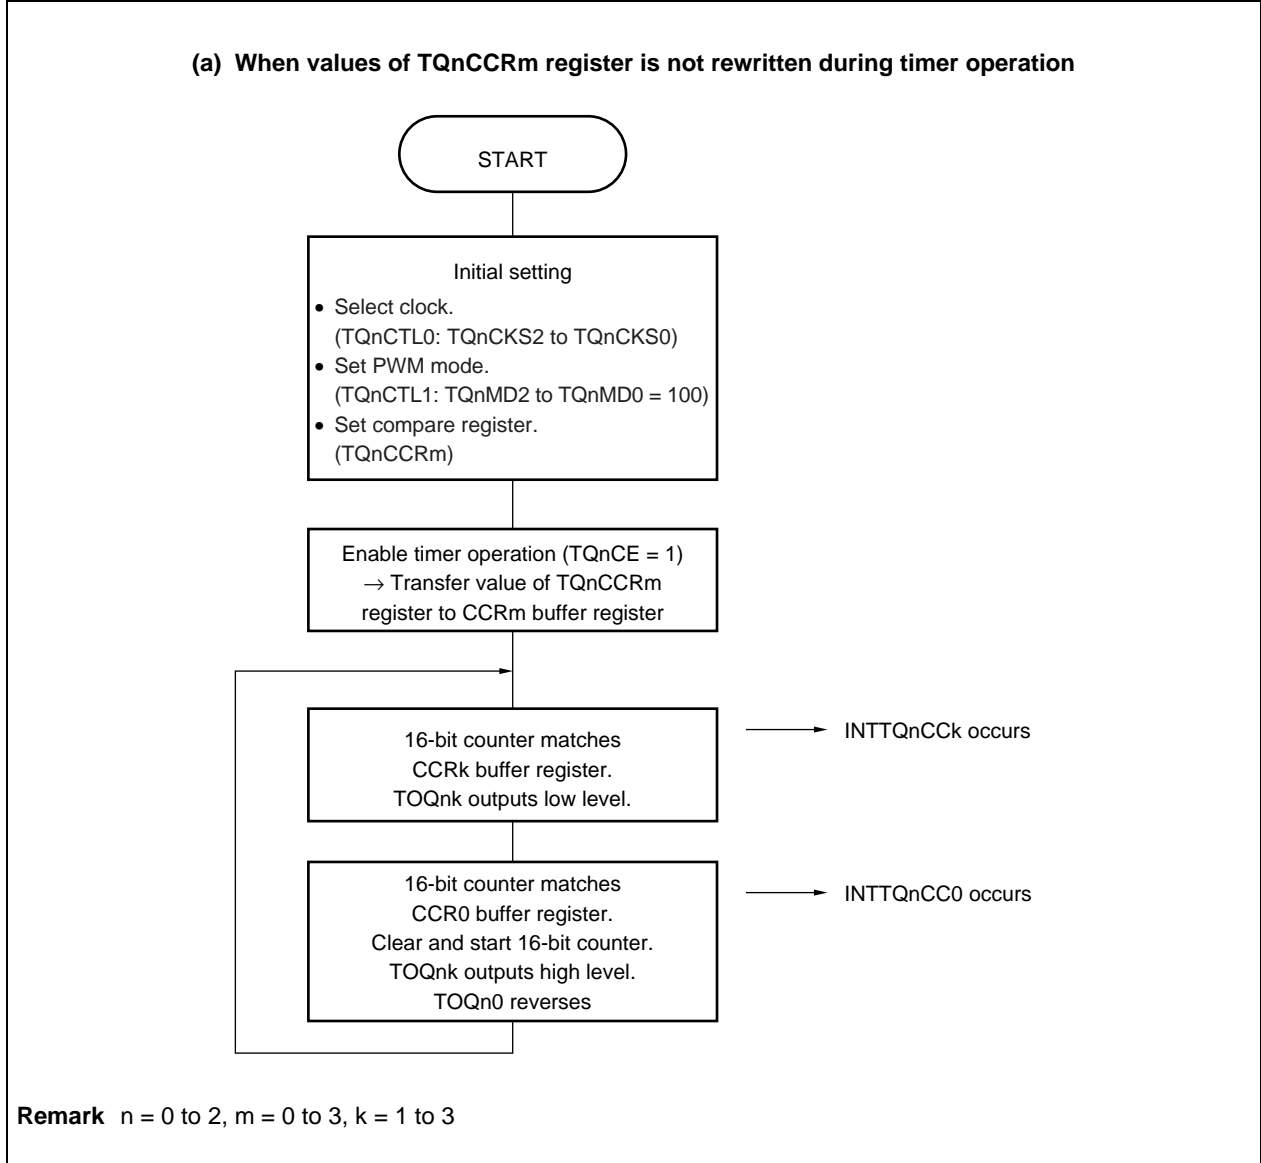 (a) When values of TQnCCRm register is not rewritten during timer operation
START
Initial setting
• Select clock.
(TQnCTL0: TQnCKS2 to TQnCKS0)
• Set PWM mode.
(TQnCTL1: TQnMD2 to TQnMD0 = 100)
• Set compare register.
(TQnCCRm)
Enable timer operation (TQnCE = 1)
→ Transfer value of TQnCCRm
register to CCRm buffer register
16-bit counter matches
CCRk buffer register.
TOQnk outputs low level.
INTTQnCCk occurs
16-bit counter matches
CCR0 buffer register.
Clear and start 16-bit counter.
TOQnk outputs high level.
TOQn0 reverses
INTTQnCC0 occurs
Remark n = 0 to 2, m = 0 to 3, k = 1 to 3